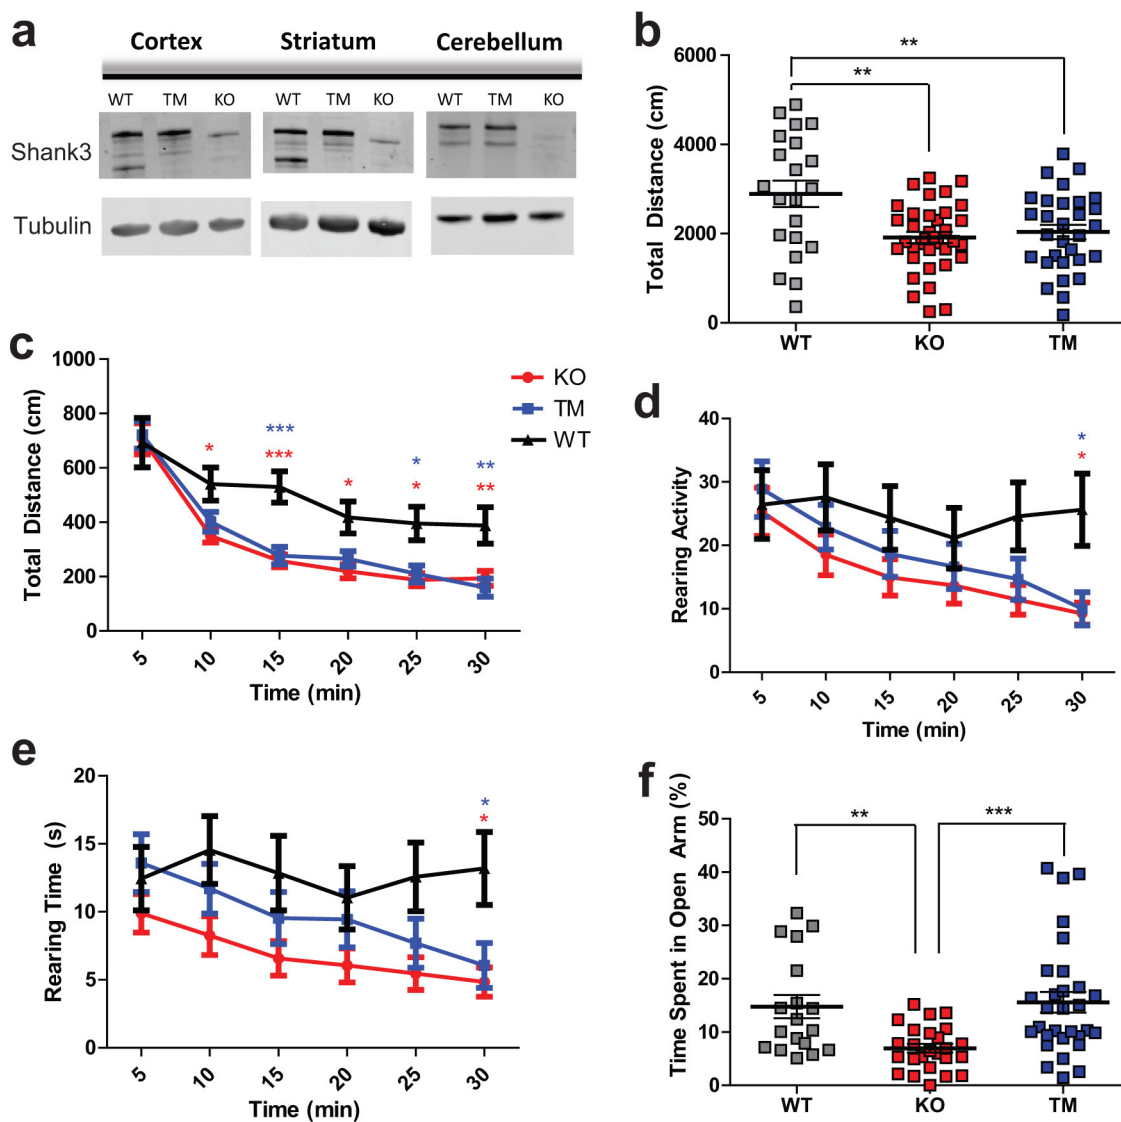 a
Cortex Striatum Cerebellum
WT TM KO WT TM KO WT TM KO
Shank3
Tubulin
b
Total Distance (cm)
6000
4000
2000
0
**
**
WT KO TM
c
Total Distance (cm)
1000
800
600
400
200
0
* *** *** * * * ** **
KO
TM
WT
5 10 15 20 25 30
Time (min)
d
Rearing Activity
40
30
20
10
0
*
*
5 10 15 20 25 30
Time (min)
e
Rearing Time (s)
20
15
10
5
0
*
*
5 10 15 20 25 30
Time (min)
f
Time Spent in Open Arm (%)
50
40
30
20
10
0
** ***
WT KO TM